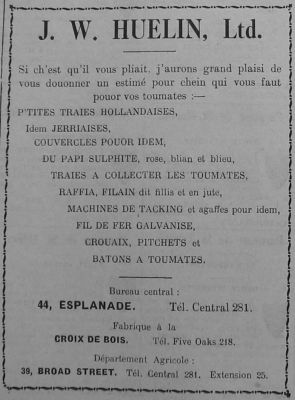 J. W. HUELIN, Ltd.
Si ch'est qu'il vous pliait, j'aurons grand plaisi de
vous douonner un estimé pour chein qui vous faut
pouor vos toumates :—
P'TITES TRAIES HOLLANDAISES,
Idem JERRIAISES,
COUVERCLES POUOR IDEM,
DU PAPI SULPHITE, rose, blian et blieu,
TRAIES A COLLECTER LES TOUMATES,
RAFFIA, FILAIN dit fillis et en jute,
MACHINES DE TACKING et agaffes pour idem,
FIL DE FER GALVANISE,
CROUAIX, PITCHETS et
BATONS A TOUMATES.
Bureau central :
44, ESPLANADE. Tél. Central 281.
Fabrique à la
CROIX DE BOIS. Tél. Five Oaks 218.
Département Agricole :
39, BROAD STREET. Tél. Central 281. Extension 25.